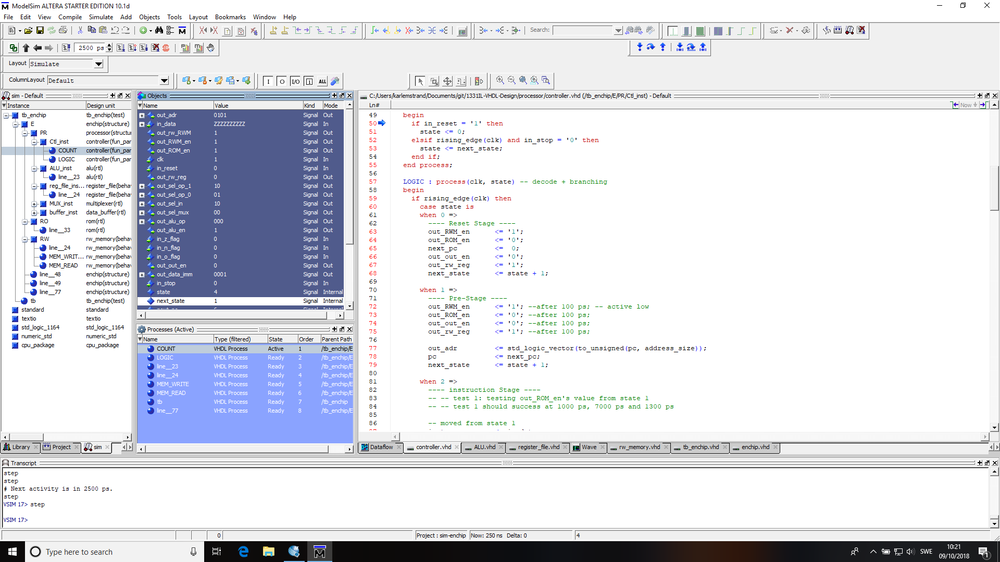 ModelSim ALTERA STARTER EDITION 10.1d
File Edit View Compile Simulate Add Objects Tools Layout Bookmarks Window Help
Search:
2500 ps
Layout Simulate
ColumnLayout Default
I O I/O i ALL
sim - Default
Instance Design unit
tb_enchip tb_enchip(test)
E enchip(structure)
PR processor(structu
Ctl_inst controller(fun_par
COUNT controller(fun_par
LOGIC controller(fun_par
ALU_inst alu(rtl)
line__23 alu(rtl)
reg_file_ins... register_file(behav
line__24 register_file(behav
MUX_inst multiplexer(rtl)
buffer_inst data_buffer(rtl)
RO rom(rtl)
line__33 rom(rtl)
RW rw_memory(behav
line__24 rw_memory(behav
MEM_WRIT... rw_memory(behav
MEM_READ rw_memory(behav
line__48 enchip(structure)
line__49 enchip(structure)
line__77 enchip(structure)
tb tb_enchip(test)
standard standard
textio textio
std_logic_1164 std_logic_1164
numeric_std numeric_std
cpu_package cpu_package
Library Project sim
Objects
Name Value Kind Mode
out_adr 0101 Signal Out
in_data ZZZZZZZZZZ Signal In
out_rw_RWM 1 Signal Out
out_RWM_en 1 Signal Out
out_ROM_en 1 Signal Out
clk 1 Signal In
in_reset 0 Signal In
out_rw_reg 0 Signal Out
out_sel_op_1 10 Signal Out
out_sel_op_0 01 Signal Out
out_sel_in 10 Signal Out
out_sel_mux 00 Signal Out
out_alu_op 000 Signal Out
out_alu_en 1 Signal Out
in_z_flag 0 Signal In
in_n_flag 0 Signal In
in_o_flag 0 Signal In
out_out_en 0 Signal Out
out_data_imm 0001 Signal Out
in_stop 0 Signal In
state 4 Signal Internal
next_state 1 Signal Internal
Processes (Active)
Name Type (filtered) State Order Parent Path
COUNT VHDL Process Active 1 /tb_enchip/E
LOGIC VHDL Process Ready 2 /tb_enchip/E
line__23 VHDL Process Ready 3 /tb_enchip/E
line__24 VHDL Process Ready 4 /tb_enchip/E
MEM_WRITE VHDL Process Ready 5 /tb_enchip/E
MEM_READ VHDL Process Ready 6 /tb_enchip/E
tb VHDL Process Ready 7 /tb_enchip
line__77 VHDL Process Ready 8 /tb_enchip/E
C:/Users/karlemstrand/Documents/git/1331IL-VHDL-Design/processor/controller.vhd (/tb_enchip/E/PR/Ctl_inst) - Default
Ln# Now
49 begin
50 if in_reset = '1' then
51 state <= 0;
52 elsif rising_edge(clk) and in_stop = '0' then
53 state <= next_state;
54 end if;
55 end process;
56
57 LOGIC : process(clk, state) -- decode + branching
58 begin
59 if rising_edge(clk) then
60 case state is
61 when 0 =>
62 ---- Reset Stage ----
63 out_RWM_en <= '1';
64 out_ROM_en <= '0';
65 next_pc <= 0;
66 out_out_en <= '0';
67 out_rw_reg <= '1';
68 next_state <= state + 1;
69
70 when 1 =>
71 ---- Pre-Stage ----
72 out_RWM_en <= '1'; --after 100 ps; -- active low
73 out_ROM_en <= '0'; --after 100 ps;
74 out_out_en <= '0'; --after 100 ps;
75 out_rw_reg <= '1'; --after 100 ps;
76
77 out_adr <= std_logic_vector(to_unsigned(pc, address_size));
78 pc <= next_pc;
79 next_state <= state + 1;
80
81 when 2 =>
82 ---- instruction Stage ----
83 -- -- test 1: testing out_ROM_en's value from state 1
84 -- -- test 1 should success at 1000 ps, 7000 ps and 1300 ps
85
86 -- moved from state 1
Dataflow controller.vhd ALU.vhd register_file.vhd Wave rw_memory.vhd tb_enchip.vhd enchip.vhd
Transcript
step
step
# Next activity is in 2500 ps.
step
VSIM 17> step
VSIM 17>
0 Project : sim-enchip Now: 250 ns Delta: 0 4
Type here to search
SWE
10:21
09/10/2018
1